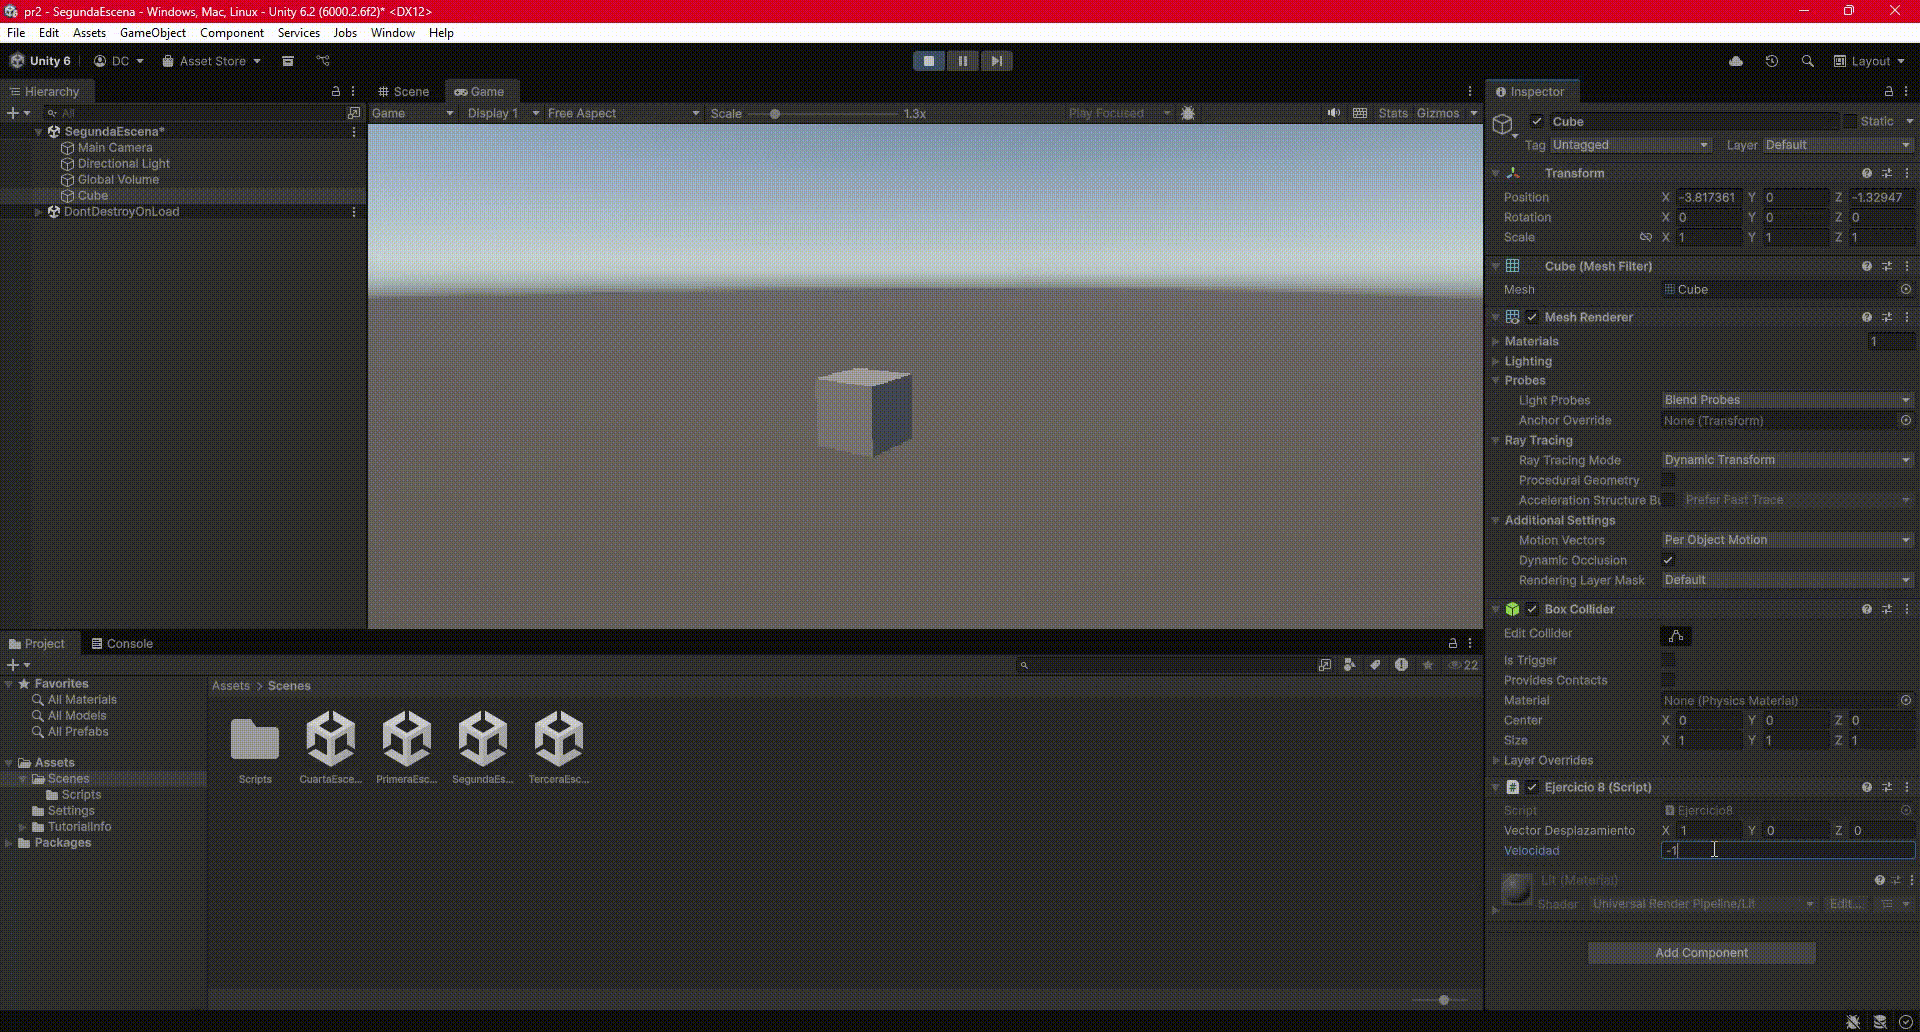 pr2 - SegundaEscena - Windows, Mac, Linux - Unity 6.2 (6000.2.6f2)* <DX12>
File Edit Assets GameObject Component Services Jobs Window Help
Unity 6 DC Asset Store Layout
Hierarchy
All
SegundaEscena*
Main Camera
Directional Light
Global Volume
Cube
DontDestroyOnLoad
Scene Game
Game Display 1 Free Aspect Scale 1.3x Play Focused Stats Gizmos
Inspector
Cube Static
Tag Untagged Layer Default
Transform
Position X -3.817361 Y 0 Z -1.32947
Rotation X 0 Y 0 Z 0
Scale X 1 Y 1 Z 1
Cube (Mesh Filter)
Mesh Cube
Mesh Renderer
Materials 1
Lighting
Probes
Light Probes Blend Probes
Anchor Override None (Transform)
Ray Tracing
Ray Tracing Mode Dynamic Transform
Procedural Geometry
Acceleration Structure Bu Prefer Fast Trace
Additional Settings
Motion Vectors Per Object Motion
Dynamic Occlusion
Rendering Layer Mask Default
Box Collider
Edit Collider
Is Trigger
Provides Contacts
Material None (Physics Material)
Center X 0 Y 0 Z 0
Size X 1 Y 1 Z 1
Layer Overrides
Ejercicio 8 (Script)
Script Ejercicio8
Vector Desplazamiento X 1 Y 0 Z 0
Velocidad -1
Lit (Material)
Shader Universal Render Pipeline/Lit Edit...
Add Component
Project Console
22
Favorites
All Materials
All Models
All Prefabs
Assets
Scenes
Scripts
Settings
TutorialInfo
Packages
Assets > Scenes
Scripts CuartaEsce... PrimeraEsc... SegundaEs... TerceraEsc...